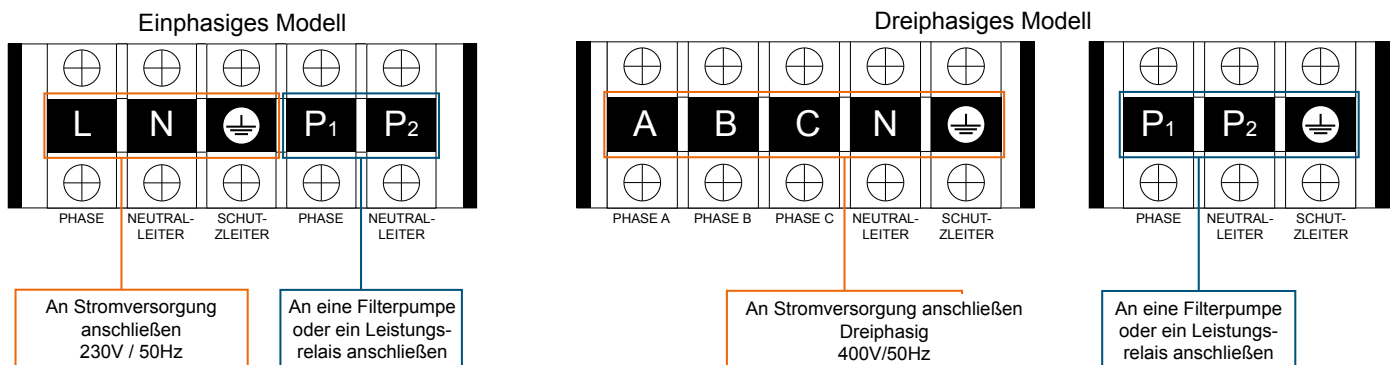 Einphasiges Modell
L N P1 P2
PHASE NEUTRAL- SCHUT- PHASE NEUTRAL-
LEITER ZLEITER LEITER
An Stromversorgung
anschließen
230V / 50Hz
An eine Filterpumpe
oder ein Leistungs-
relais anschließen
Dreiphasiges Modell
A B C N
PHASE A PHASE B PHASE C NEUTRAL- SCHUT-
LEITER ZLEITER
P1 P2
PHASE NEUTRAL- SCHUT-
LEITER ZLEITER
An Stromversorgung anschließen
Dreiphasig
400V/50Hz
An eine Filterpumpe
oder ein Leistungs-
relais anschließen